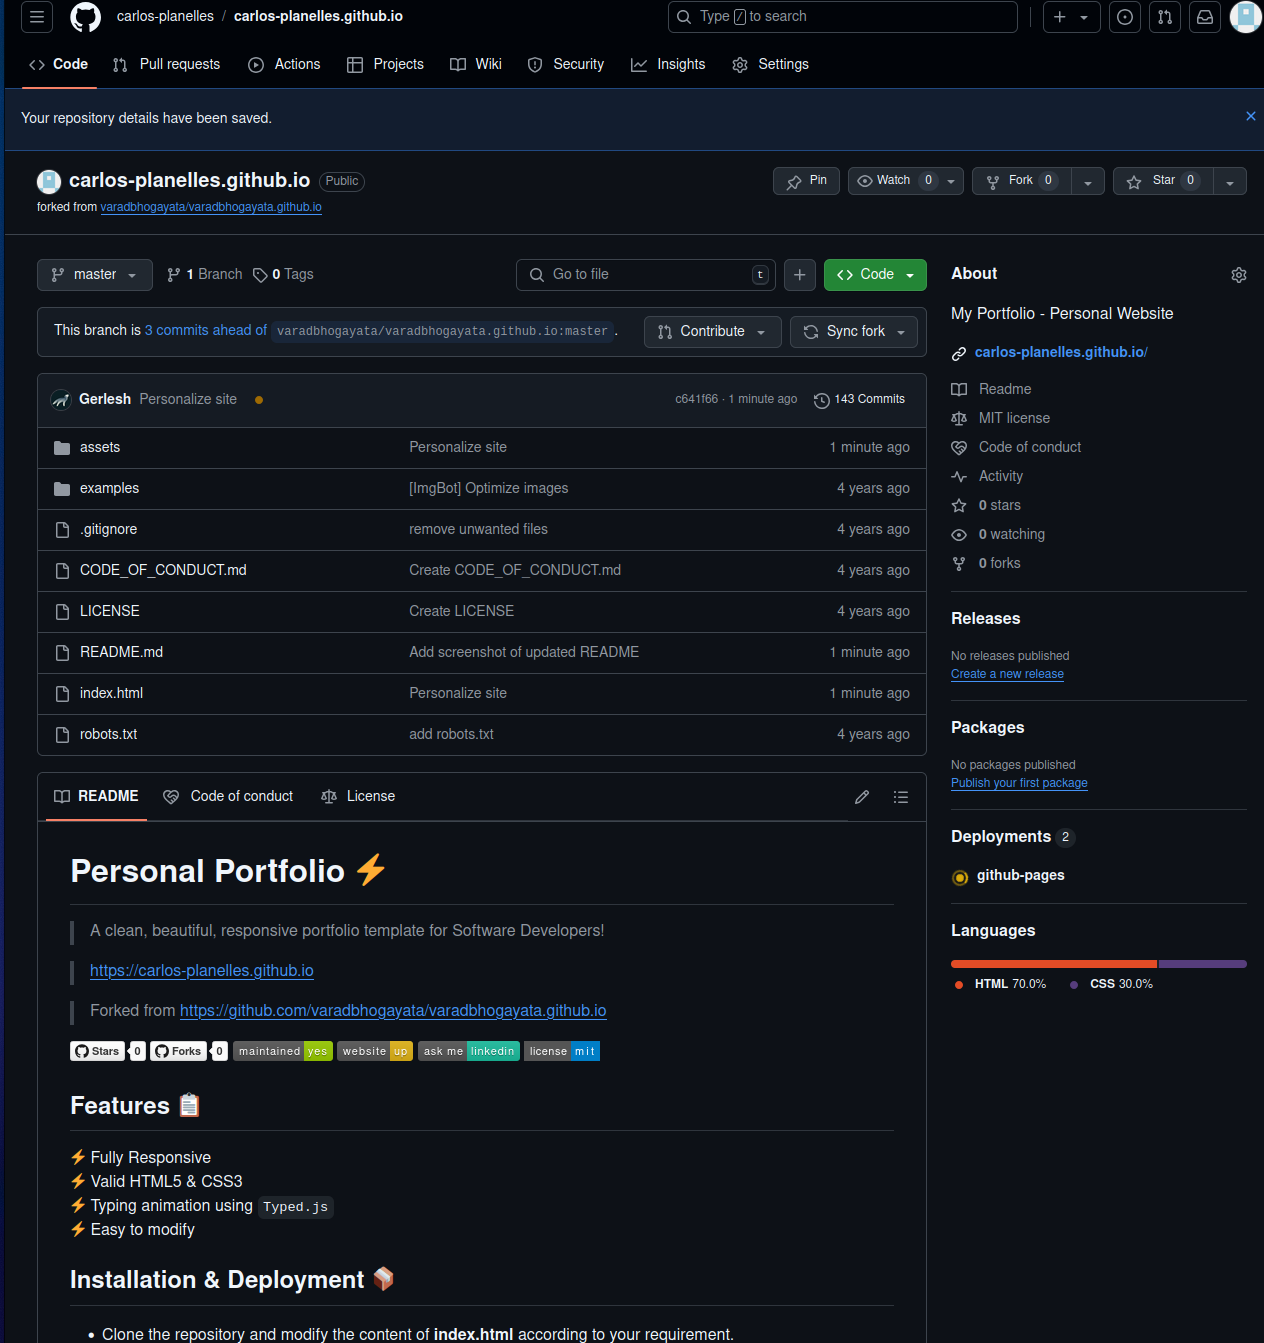 carlos-planelles / carlos-planelles.github.io
Type / to search
Code Pull requests Actions Projects Wiki Security Insights Settings
Your repository details have been saved.
carlos-planelles.github.io Public
Pin Watch 0 Fork 0 Star 0
forked from varadbhogayata/varadbhogayata.github.io
master 1 Branch 0 Tags
Go to file t
Code
This branch is 3 commits ahead of varadbhogayata/varadbhogayata.github.io:master .
Contribute Sync fork
Gerlesh Personalize site c641f66 · 1 minute ago 143 Commits
assets Personalize site 1 minute ago
examples [ImgBot] Optimize images 4 years ago
.gitignore remove unwanted files 4 years ago
CODE_OF_CONDUCT.md Create CODE_OF_CONDUCT.md 4 years ago
LICENSE Create LICENSE 4 years ago
README.md Add screenshot of updated README 1 minute ago
index.html Personalize site 1 minute ago
robots.txt add robots.txt 4 years ago
README Code of conduct License
Personal Portfolio ⚡
A clean, beautiful, responsive portfolio template for Software Developers!
https://carlos-planelles.github.io
Forked from https://github.com/varadbhogayata/varadbhogayata.github.io
Stars 0 Forks 0 maintained yes website up ask me linkedin license mit
Features 📋
⚡ Fully Responsive
⚡ Valid HTML5 & CSS3
⚡ Typing animation using Typed.js
⚡ Easy to modify
Installation & Deployment 📦
• Clone the repository and modify the content of index.html according to your requirement.
About
My Portfolio - Personal Website
carlos-planelles.github.io/
Readme
MIT license
Code of conduct
Activity
0 stars
0 watching
0 forks
Releases
No releases published
Create a new release
Packages
No packages published
Publish your first package
Deployments 2
github-pages
Languages
HTML 70.0% CSS 30.0%